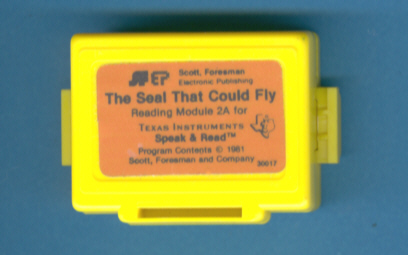 SF EP Scott, Foresman
Electronic Publishing
The Seal That Could Fly
Reading Module 2A for
TEXAS INSTRUMENTS
Speak & Read™
Program Contents © 1981
Scott, Foresman and Company
30017